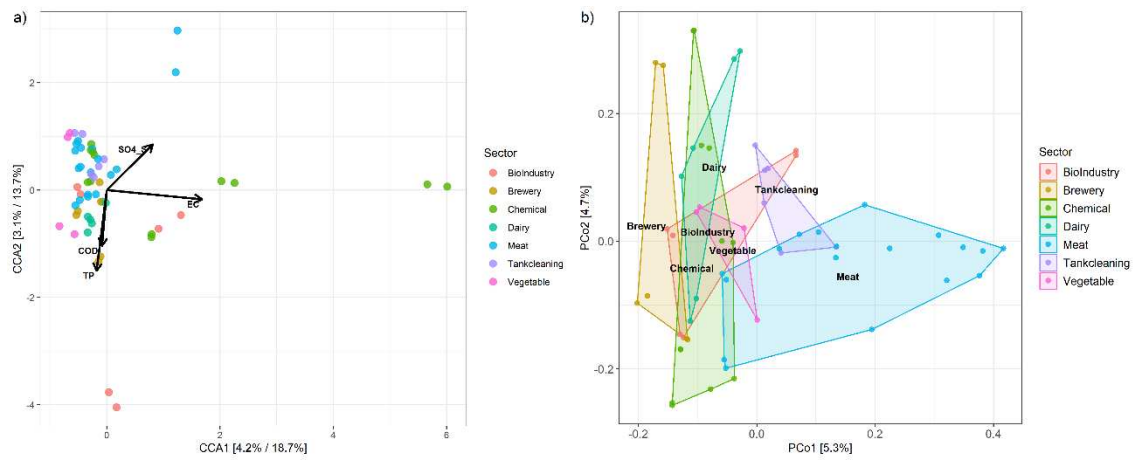 a)
CCA2 [3.1% / 13.7%]
2
0
-2
-4
SO4_S
EC
COD
TP
0
2
4
6
CCA1 [4.2% / 18.7%]
Sector
BioIndustry
Brewery
Chemical
Dairy
Meat
Tankcleaning
Vegetable
b)
PCo2 [4.7%]
0.2
0.0
-0.2
Dairy
Tankcleaning
Brewery
BioIndustry
Vegetable
Chemical
Meat
-0.2
0.0
0.2
0.4
PCo1 [5.3%]
Sector
BioIndustry
Brewery
Chemical
Dairy
Meat
Tankcleaning
Vegetable